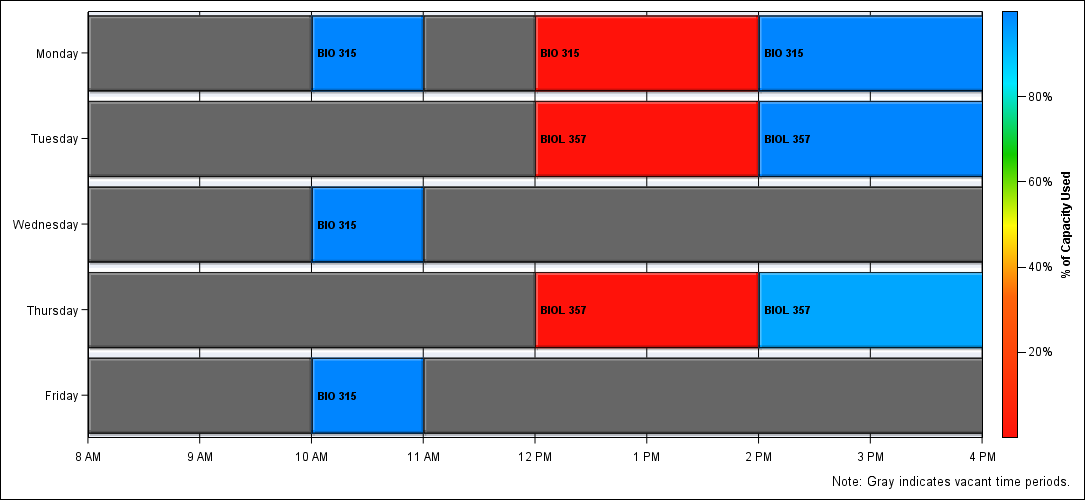 Monday
BIO 315
BIO 315
BIO 315
Tuesday
BIOL 357
BIOL 357
Wednesday
BIO 315
Thursday
BIOL 357
BIOL 357
Friday
BIO 315
8 AM 9 AM 10 AM 11 AM 12 PM 1 PM 2 PM 3 PM 4 PM
80%
60%
40%
20%
% of Capacity Used
Note: Gray indicates vacant time periods.